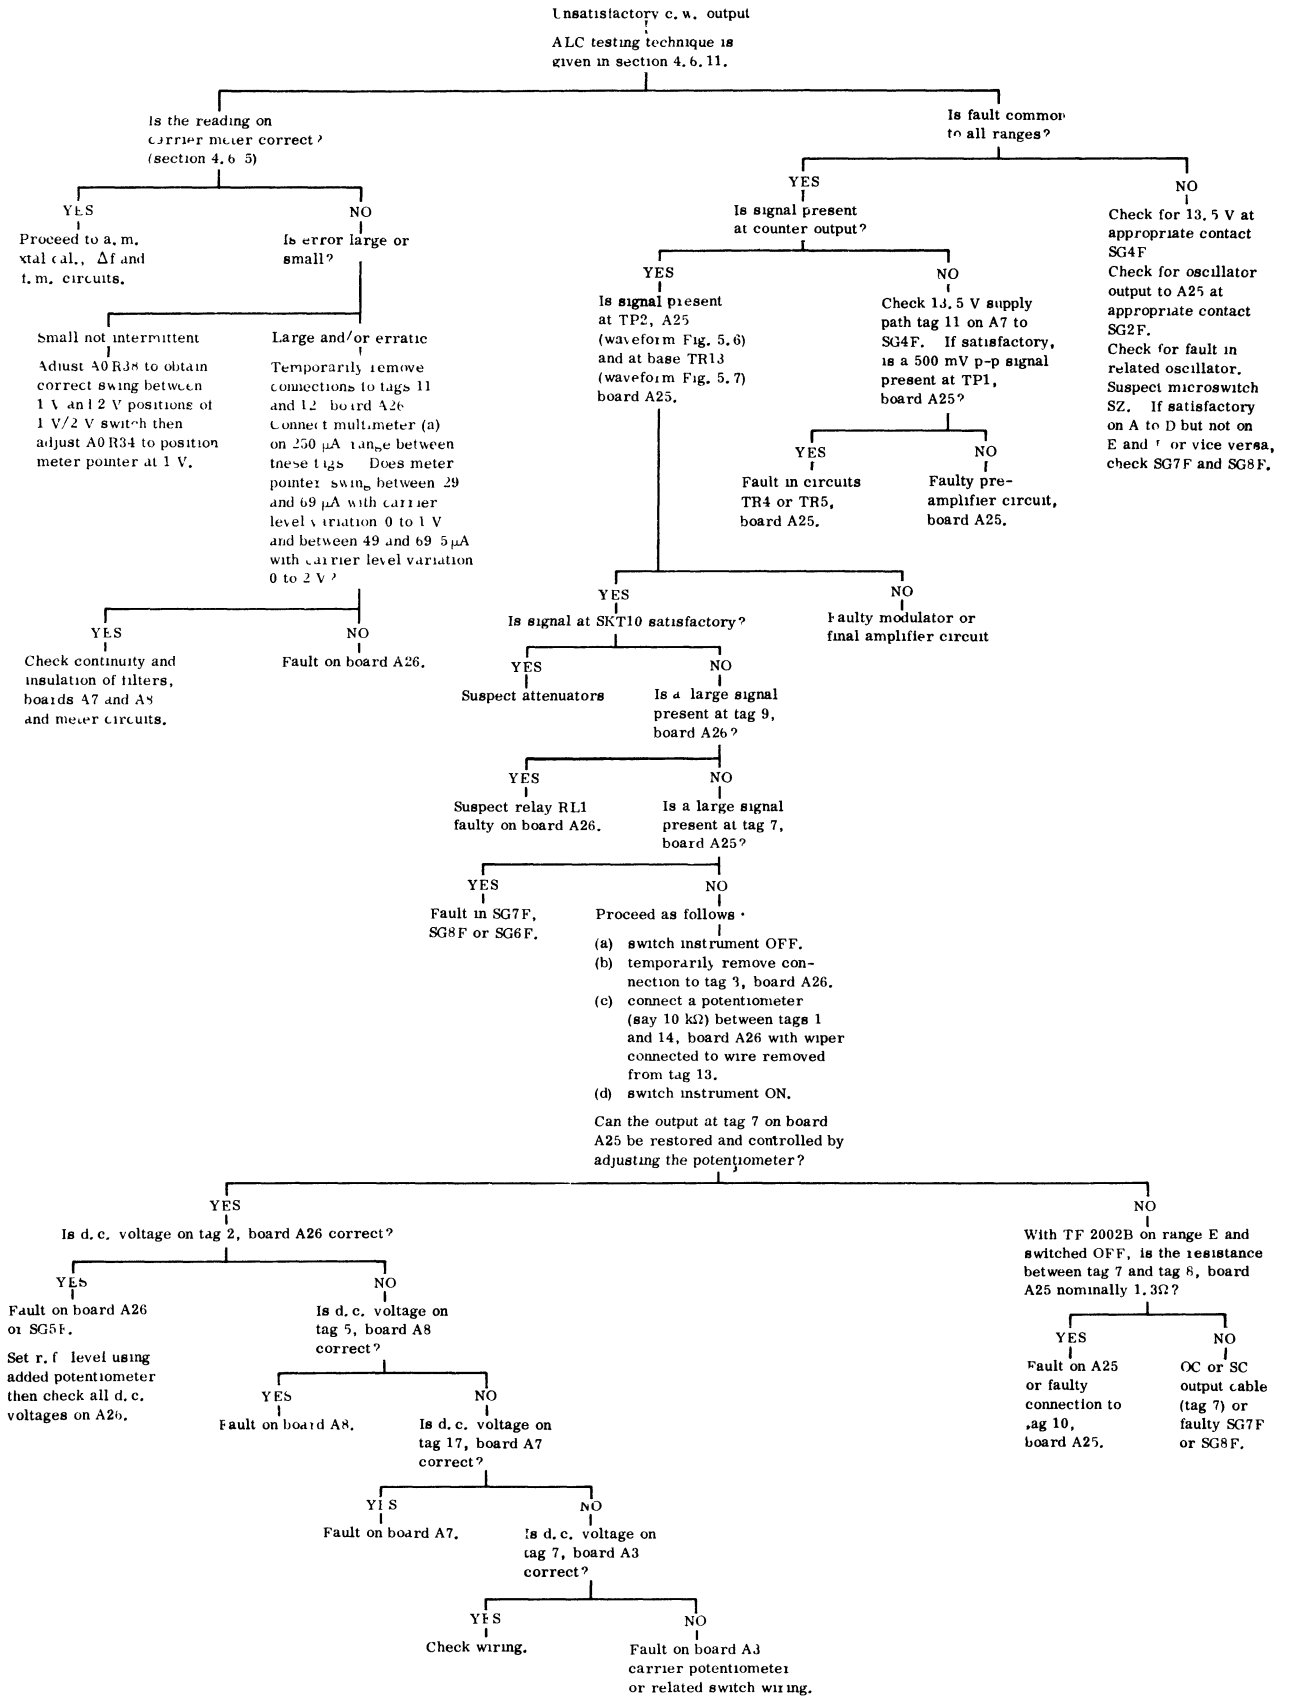 Unsatisfactory c. w. output
ALC testing technique is
given in section 4. 6. 11.
Is the reading on
carrier meter correct?
(section 4. 6 5)
YES
Proceed to a. m.
xtal cal., Δf and
f. m. circuits.
NO
Is error large or
small?
Small not intermittent
Adjust A0 R38 to obtain
correct swing between
1 V and 2 V positions of
1 V/2 V switch then
adjust A0 R34 to position
meter pointer at 1 V.
Large and/or erratic
Temporarily remove
connections to tags 11
and 12 board A26
Connect multimeter (a)
on 250 μA range between
these tags Does meter
pointer swing between 29
and 69 μA with carrier
level variation 0 to 1 V
and between 49 and 69 5 μA
with carrier level variation
0 to 2 V ?
YES
Check continuity and
insulation of filters,
boards A7 and A8
and meter circuits.
NO
Fault on board A26.
Is fault common
to all ranges?
YES
Is signal present
at counter output?
NO
Check for 13. 5 V at
appropriate contact
SG4F
Check for oscillator
output to A25 at
appropriate contact
SG2F.
Check for fault in
related oscillator.
Suspect microswitch
SZ. If satisfactory
on A to D but not on
E and or vice versa,
check SG7F and SG8F.
YES
Is signal present
at TP2, A25
(waveform Fig. 5. 6)
and at base TR13
(waveform Fig. 5. 7)
board A25.
NO
Check 13. 5 V supply
path tag 11 on A7 to
SG4F. If satisfactory,
is a 500 mV p-p signal
present at TP1,
board A25?
YES
Fault in circuits
TR4 or TR5,
board A25.
NO
Faulty pre-
amplifier circuit,
board A25.
YES
Is signal at SKT10 satisfactory?
NO
Faulty modulator or
final amplifier circuit
YES
Suspect attenuators
NO
Is a large signal
present at tag 9,
board A26?
YES
Suspect relay RL1
faulty on board A26.
NO
Is a large signal
present at tag 7,
board A25?
YES
Fault in SG7F,
SG8F or SG6F.
NO
Proceed as follows ·
(a) switch instrument OFF.
(b) temporarily remove con-
nection to tag 3, board A26.
(c) connect a potentiometer
(say 10 kΩ) between tags 1
and 14, board A26 with wiper
connected to wire removed
from tag 13.
(d) switch instrument ON.
Can the output at tag 7 on board
A25 be restored and controlled by
adjusting the potentiometer?
YES
Is d. c. voltage on tag 2, board A26 correct?
NO
With TF 2002B on range E and
switched OFF, is the resistance
between tag 7 and tag 8, board
A25 nominally 1. 3Ω?
YES
Fault on board A26
or SG5F.
Set r. f level using
added potentiometer
then check all d. c.
voltages on A26.
NO
Is d. c. voltage on
tag 5, board A8
correct?
YES
Fault on A25
or faulty
connection to
tag 10,
board A25.
NO
OC or SC
output cable
(tag 7) or
faulty SG7F
or SG8F.
YES
Fault on board A8.
NO
Is d. c. voltage on
tag 17, board A7
correct?
YES
Fault on board A7.
NO
Is d. c. voltage on
tag 7, board A3
correct?
YES
Check wiring.
NO
Fault on board A3
carrier potentiometer
or related switch wiring.